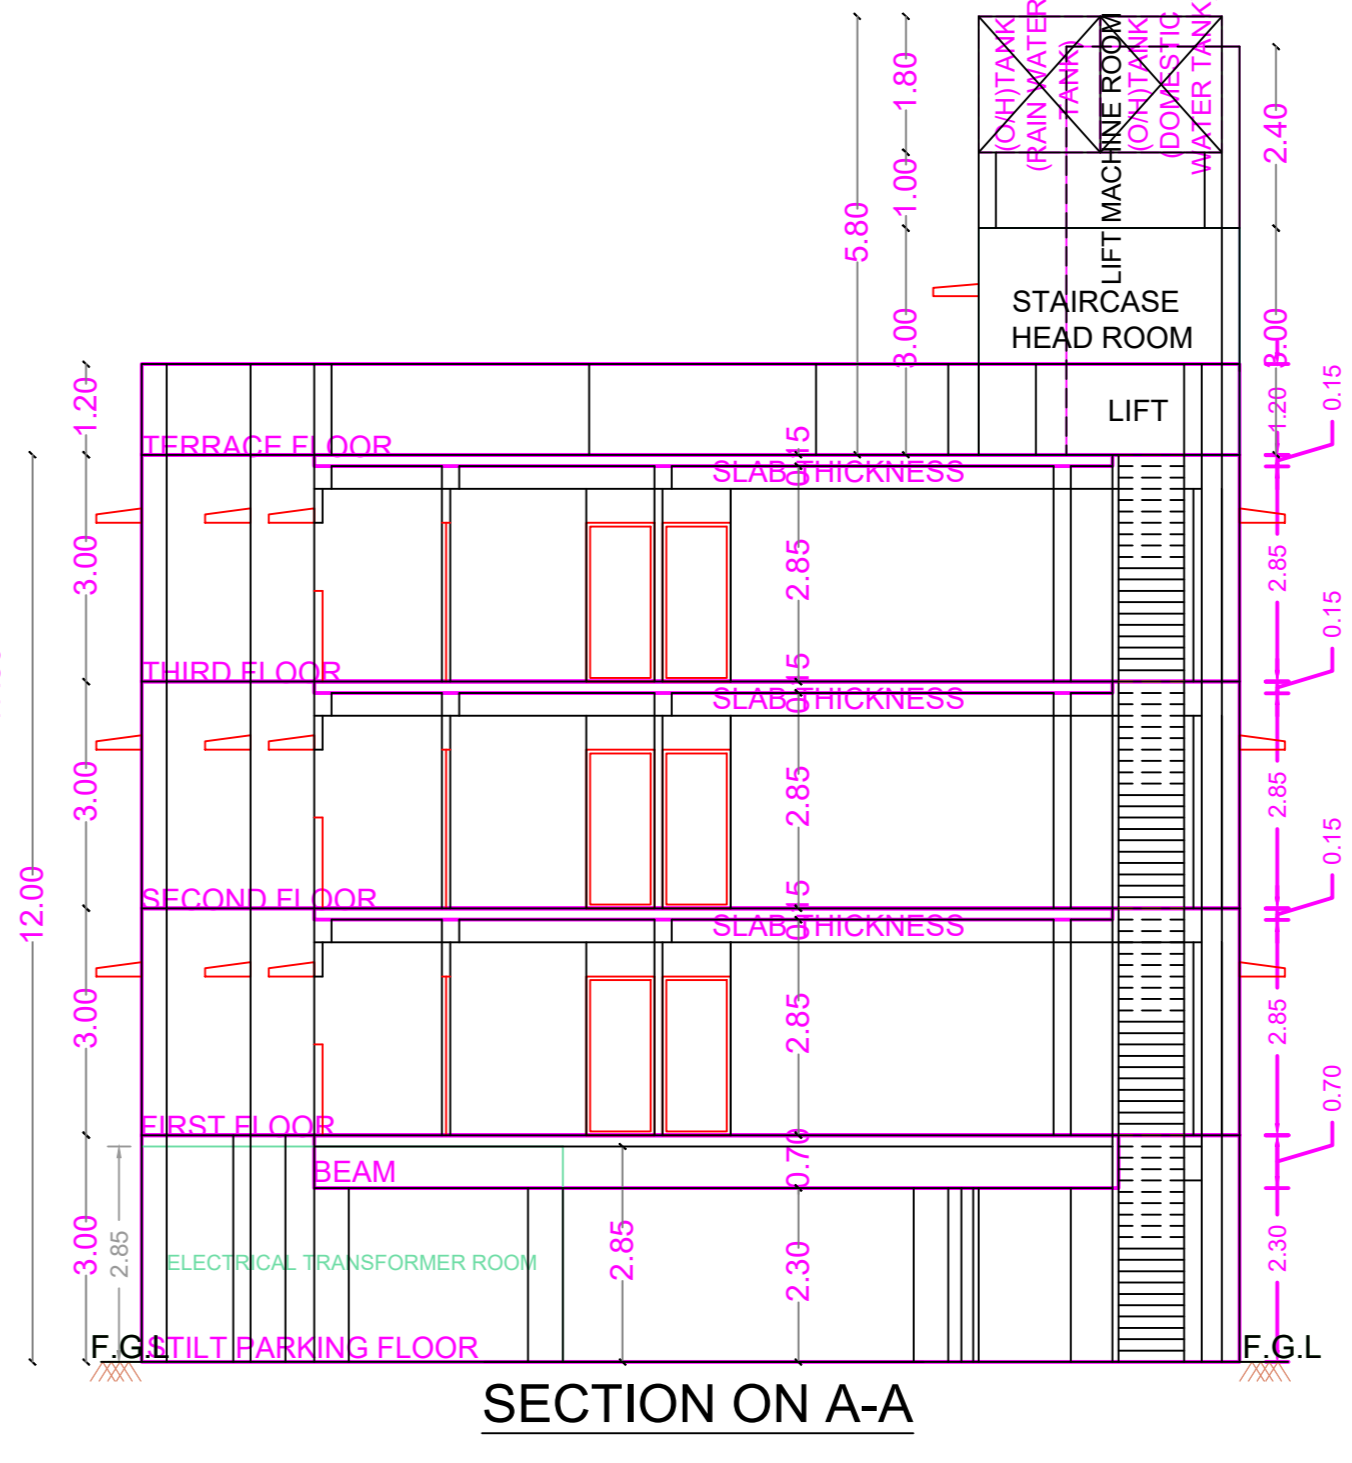 (O/H)TANK
(RAIN WATER
TANK)
LIFT MACHINE ROOM
(O/H)TANK
(DOMESTIC
WATER TANK
1.80
1.00
3.00
5.80
2.40
3.00
STAIRCASE
HEAD ROOM
LIFT
1.20
1.20
0.15
TERRACE FLOOR
0.15
SLAB THICKNESS
3.00
2.85
2.85
0.15
THIRD FLOOR
0.15
SLAB THICKNESS
3.00
2.85
2.85
0.15
12.00
SECOND FLOOR
0.15
SLAB THICKNESS
3.00
2.85
2.85
0.70
FIRST FLOOR
BEAM
0.70
3.00
2.85
ELECTRICAL TRANSFORMER ROOM
2.85
2.30
2.30
F.G.L
STILT PARKING FLOOR
F.G.L
SECTION ON A-A